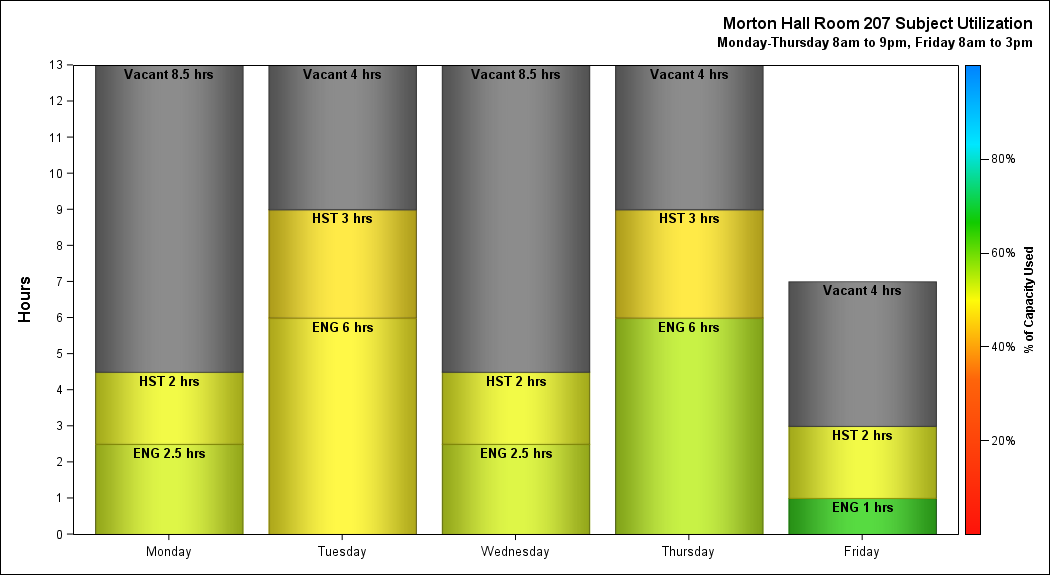 Morton Hall Room 207 Subject Utilization
Monday-Thursday 8am to 9pm, Friday 8am to 3pm
Hours
13
12
11
10
9
8
7
6
5
4
3
2
1
0
Vacant 8.5 hrs
HST 2 hrs
ENG 2.5 hrs
Vacant 4 hrs
HST 3 hrs
ENG 6 hrs
Vacant 8.5 hrs
HST 2 hrs
ENG 2.5 hrs
Vacant 4 hrs
HST 3 hrs
ENG 6 hrs
Vacant 4 hrs
HST 2 hrs
ENG 1 hrs
Monday
Tuesday
Wednesday
Thursday
Friday
80%
60%
40%
20%
% of Capacity Used